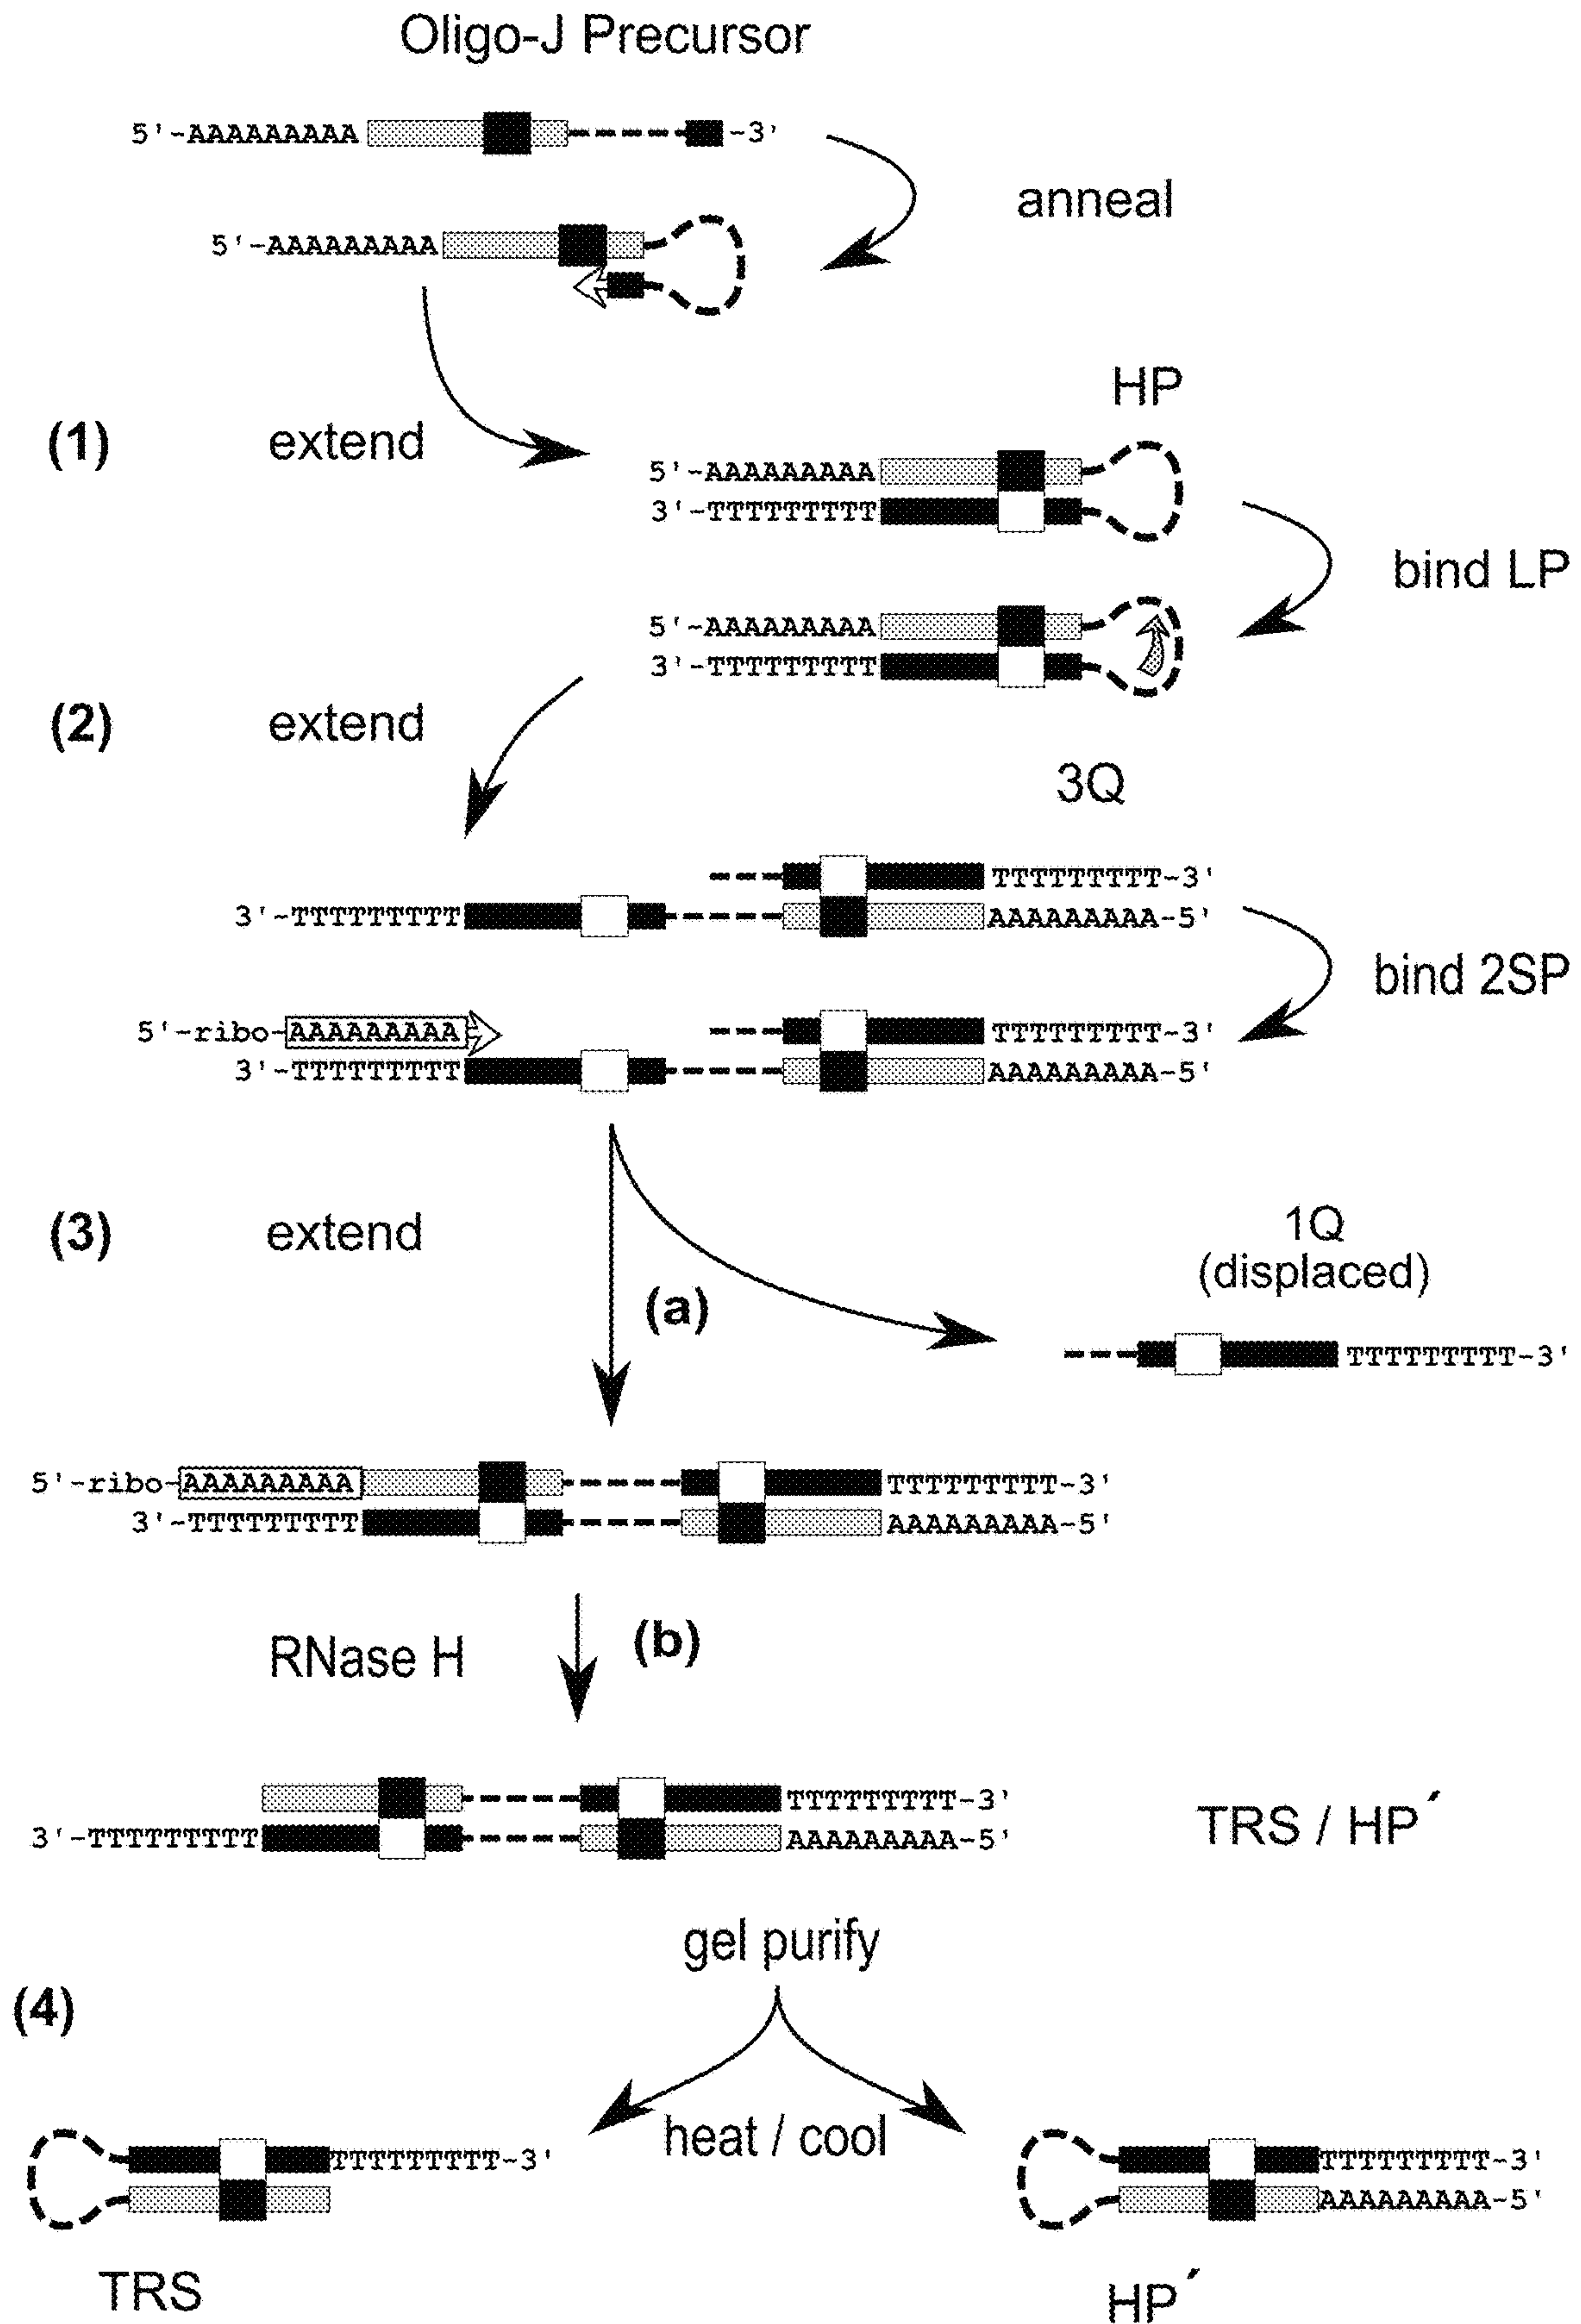 Oligo-J Precursor
5'-AAAAAAAAA -3'
anneal
5'-AAAAAAAAA
HP
(1) extend
5'-AAAAAAAAA
3'-TTTTTTTTT
bind LP
5'-AAAAAAAAA
3'-TTTTTTTTT
(2) extend
3Q
TTTTTTTTT-3'
3'-TTTTTTTTT AAAAAAAAA-5'
bind 2SP
5'-ribo-AAAAAAAAA TTTTTTTTT-3'
3'-TTTTTTTTT AAAAAAAAA-5'
(3) extend
1Q
(displaced)
(a)
TTTTTTTTT-3'
5'-ribo-AAAAAAAAA TTTTTTTTT-3'
3'-TTTTTTTTT AAAAAAAAA-5'
RNase H (b)
TTTTTTTTT-3'
3'-TTTTTTTTT AAAAAAAAA-5'
TRS / HP´
gel purify
(4)
heat / cool
TTTTTTTTT-3'
TTTTTTTTT-3'
AAAAAAAAA-5'
TRS
HP´